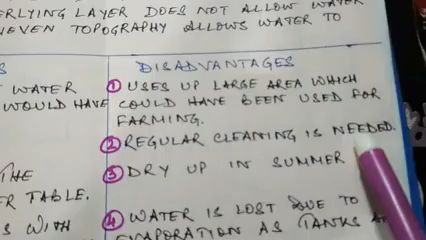 ERLYING LAYER DOES NOT ALLOW WATER
NEVEN TOPOGRAPHY ALLOWS WATER TO
DISADVANTAGES
T WATER
WOULD HAVE
① USES UP LARGE AREA WHICH
COULD HAVE BEEN USED FOR
FARMING.
② REGULAR CLEANING IS NEEDED.
③ DRY UP IN SUMMER
THE
ER TABLE.
S WITH
④ WATER IS LOST DUE TO
EVAPORATION AS TANKS A